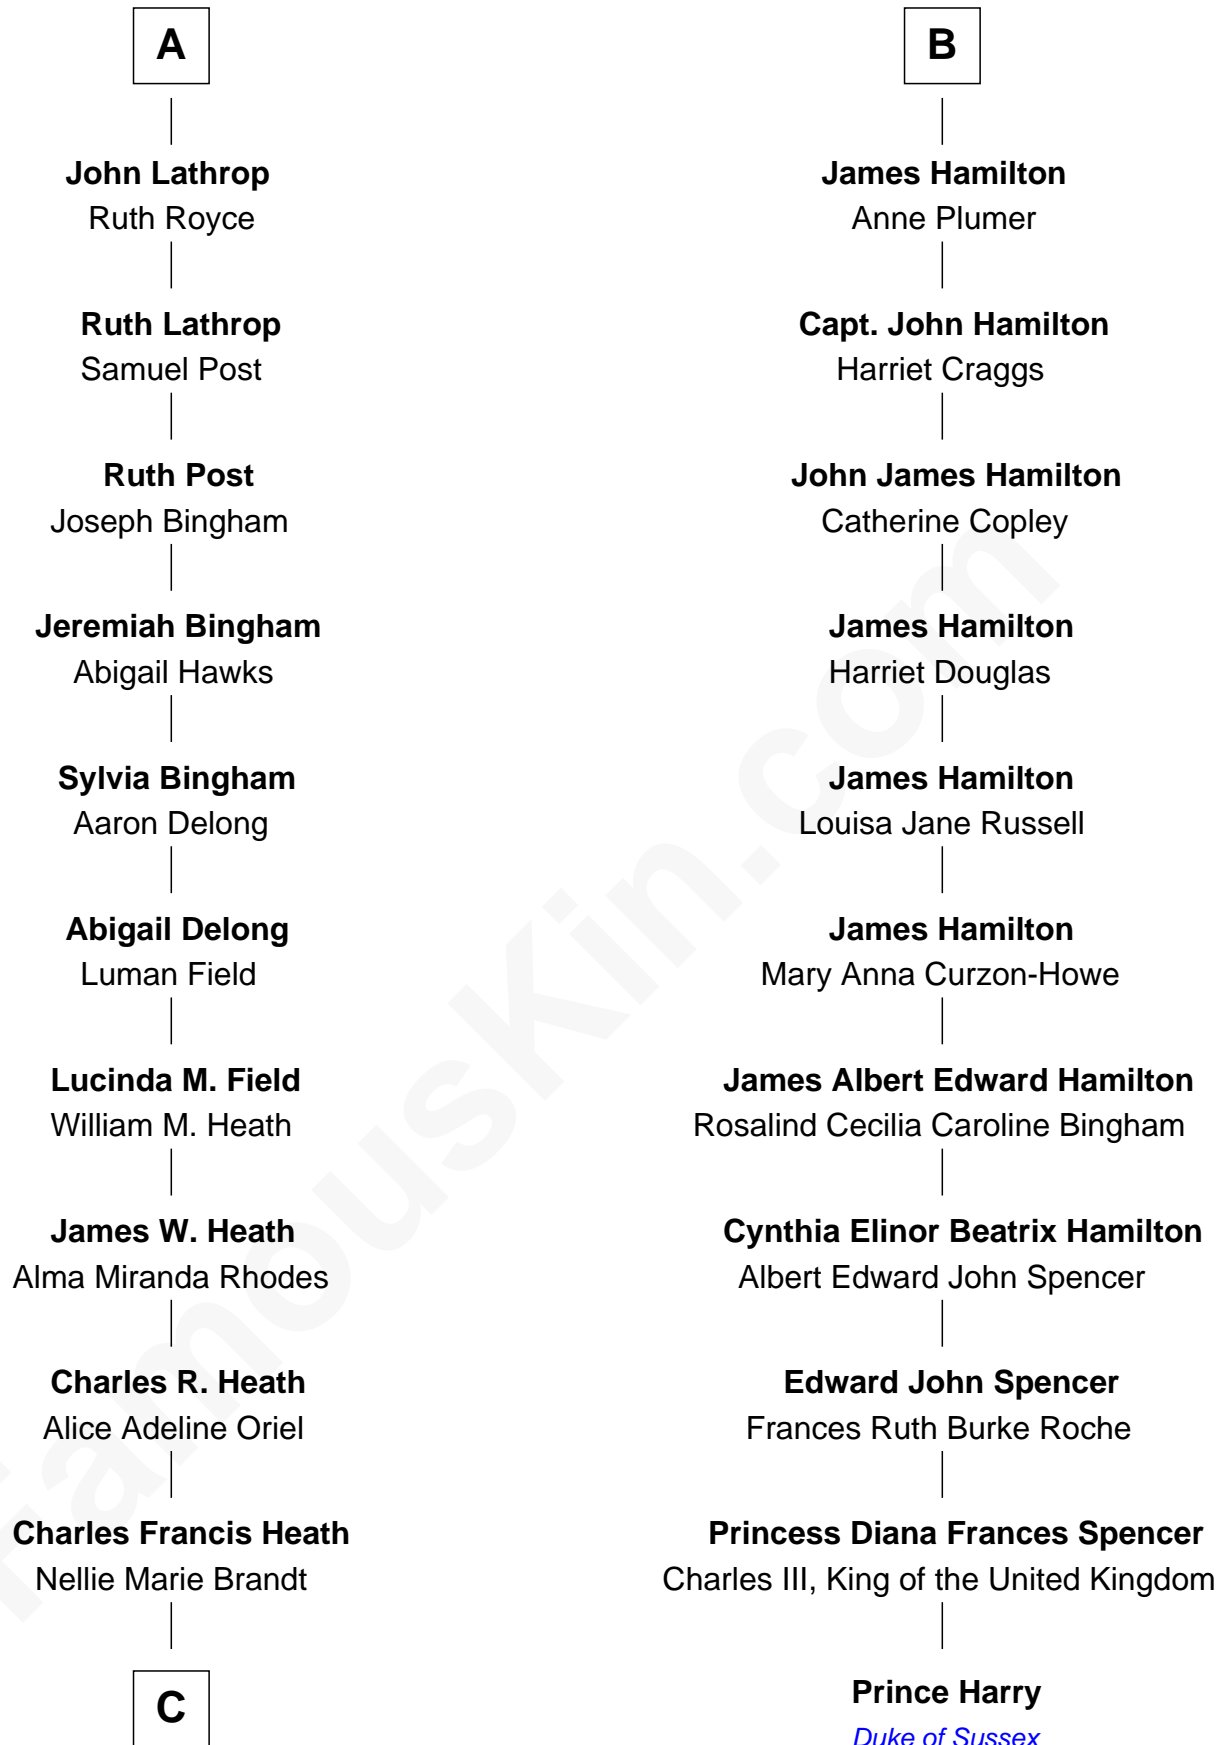 A
John Lathrop
Ruth Royce
Ruth Lathrop
Samuel Post
Ruth Post
Joseph Bingham
Jeremiah Bingham
Abigail Hawks
Sylvia Bingham
Aaron Delong
Abigail Delong
Luman Field
Lucinda M. Field
William M. Heath
James W. Heath
Alma Miranda Rhodes
Charles R. Heath
Alice Adeline Oriel
Charles Francis Heath
Nellie Marie Brandt
C
B
James Hamilton
Anne Plumer
Capt. John Hamilton
Harriet Craggs
John James Hamilton
Catherine Copley
James Hamilton
Harriet Douglas
James Hamilton
Louisa Jane Russell
James Hamilton
Mary Anna Curzon-Howe
James Albert Edward Hamilton
Rosalind Cecilia Caroline Bingham
Cynthia Elinor Beatrix Hamilton
Albert Edward John Spencer
Edward John Spencer
Frances Ruth Burke Roche
Princess Diana Frances Spencer
Charles III, King of the United Kingdom
Prince Harry
Duke of Sussex
FamousKin.com